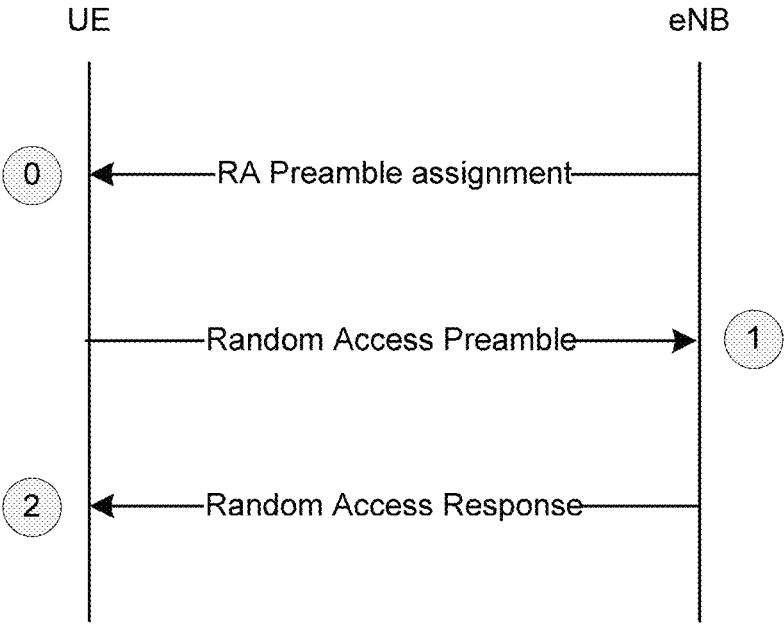 UE eNB
0 RA Preamble assignment
Random Access Preamble 1
2 Random Access Response